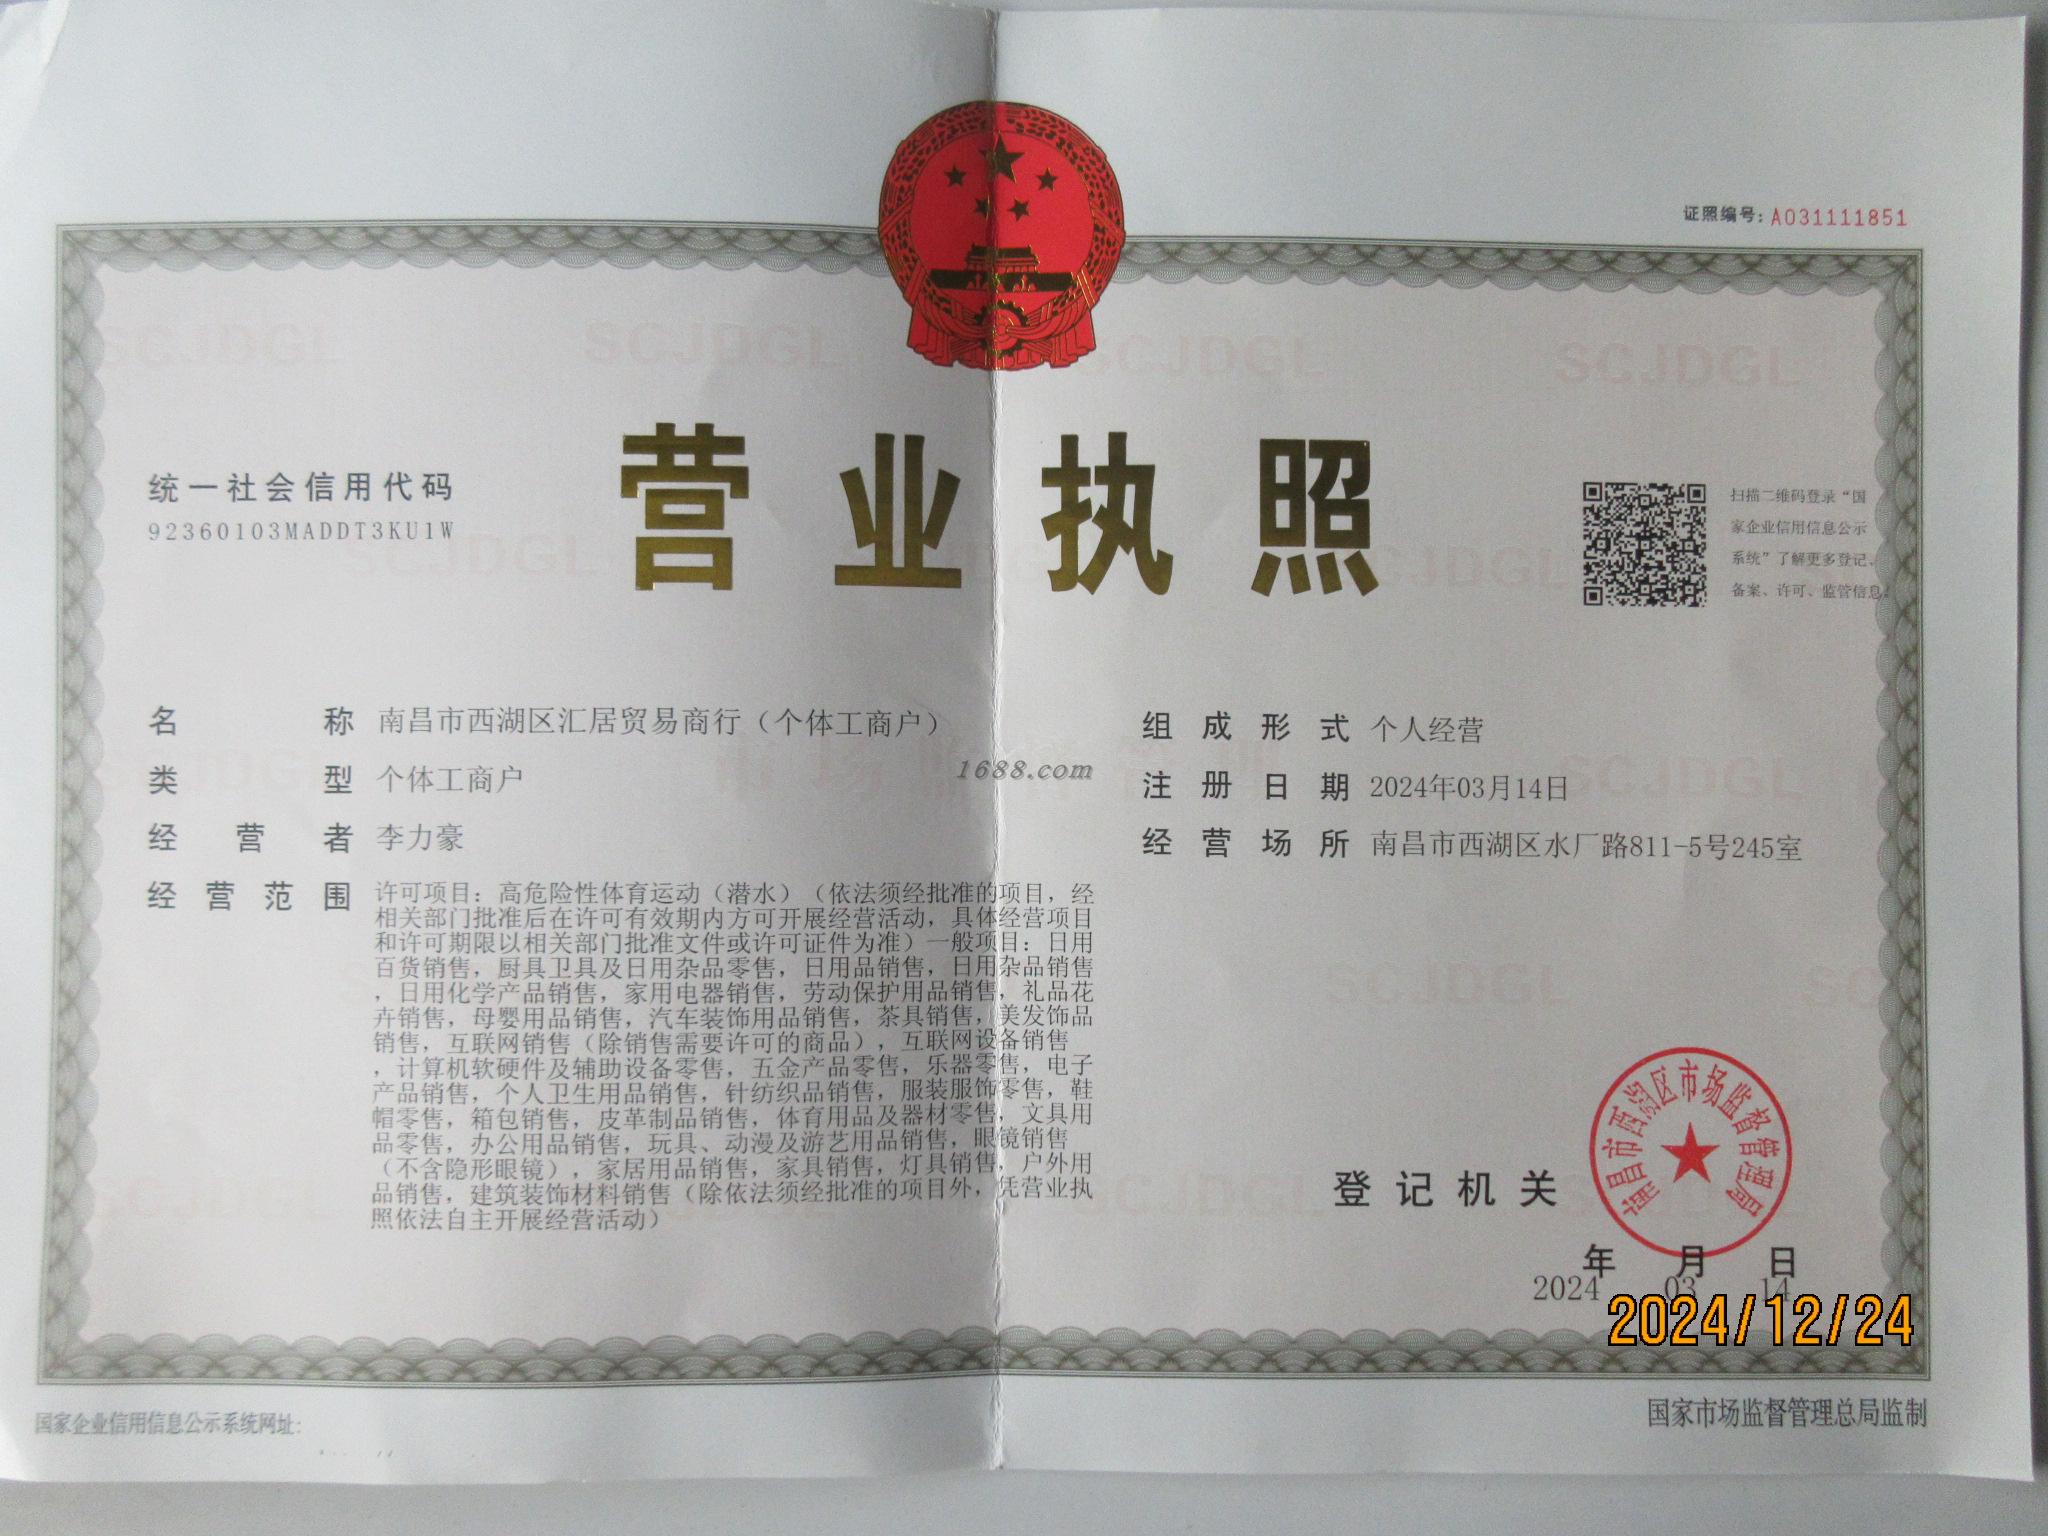 证照编号：A031111851
营业执照
统一社会信用代码
92360103MADDT3KU1W
扫描二维码登录“国
家企业信用信息公示
系统”了解更多登记、
备案、许可、监管信息。
名称 南昌市西湖区汇居贸易商行（个体工商户）
类型 个体工商户
经营者 李力豪
经营范围 许可项目：高危险性体育运动（潜水）（依法须经批准的项目，经
相关部门批准后在许可有效期内方可开展经营活动，具体经营项目
和许可期限以相关部门批准文件或许可证件为准）一般项目：日用
百货销售，厨具卫具及日用杂品零售，日用品销售，日用杂品销售
，日用化学产品销售，家用电器销售，劳动保护用品销售，礼品花
卉销售，母婴用品销售，汽车装饰用品销售，茶具销售，美发饰品
销售，互联网销售（除销售需要许可的商品），互联网设备销售
，计算机软硬件及辅助设备零售，五金产品零售，乐器零售，电子
产品销售，个人卫生用品销售，针纺织品销售，服装服饰零售，鞋
帽零售，箱包销售，皮革制品销售，体育用品及器材零售，文具用
品零售，办公用品销售，玩具、动漫及游艺用品销售，眼镜销售
（不含隐形眼镜），家居用品销售，家具销售，灯具销售，户外用
品销售，建筑装饰材料销售（除依法须经批准的项目外，凭营业执
照依法自主开展经营活动）
1688.com
组成形式 个人经营
注册日期 2024年03月14日
经营场所 南昌市西湖区水厂路811-5号245室
登记机关
南昌市西湖区市场监督管理局
年 月 日
2024 03 14
2024/12/24
国家企业信用信息公示系统网址:
国家市场监督管理总局监制
SCJDGL